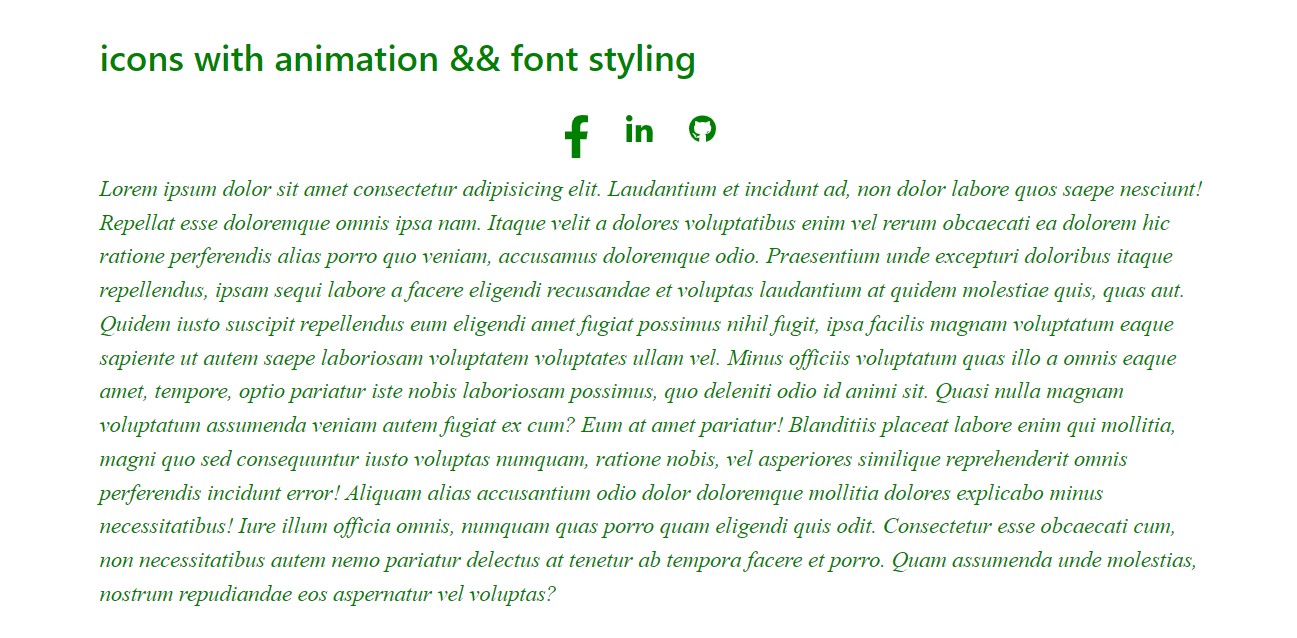 icons with animation && font styling
Lorem ipsum dolor sit amet consectetur adipisicing elit. Laudantium et incidunt ad, non dolor labore quos saepe nesciunt!
Repellat esse doloremque omnis ipsa nam. Itaque velit a dolores voluptatibus enim vel rerum obcaecati ea dolorem hic
ratione perferendis alias porro quo veniam, accusamus doloremque odio. Praesentium unde excepturi doloribus itaque
repellendus, ipsam sequi labore a facere eligendi recusandae et voluptas laudantium at quidem molestiae quis, quas aut.
Quidem iusto suscipit repellendus eum eligendi amet fugiat possimus nihil fugit, ipsa facilis magnam voluptatum eaque
sapiente ut autem saepe laboriosam voluptatem voluptates ullam vel. Minus officiis voluptatum quas illo a omnis eaque
amet, tempore, optio pariatur iste nobis laboriosam possimus, quo deleniti odio id animi sit. Quasi nulla magnam
voluptatum assumenda veniam autem fugiat ex cum? Eum at amet pariatur! Blanditiis placeat labore enim qui mollitia,
magni quo sed consequuntur iusto voluptas numquam, ratione nobis, vel asperiores similique reprehenderit omnis
perferendis incidunt error! Aliquam alias accusantium odio dolor doloremque mollitia dolores explicabo minus
necessitatibus! Iure illum officia omnis, numquam quas porro quam eligendi quis odit. Consectetur esse obcaecati cum,
non necessitatibus autem nemo pariatur delectus at tenetur ab tempora facere et porro. Quam assumenda unde molestias,
nostrum repudiandae eos aspernatur vel voluptas?